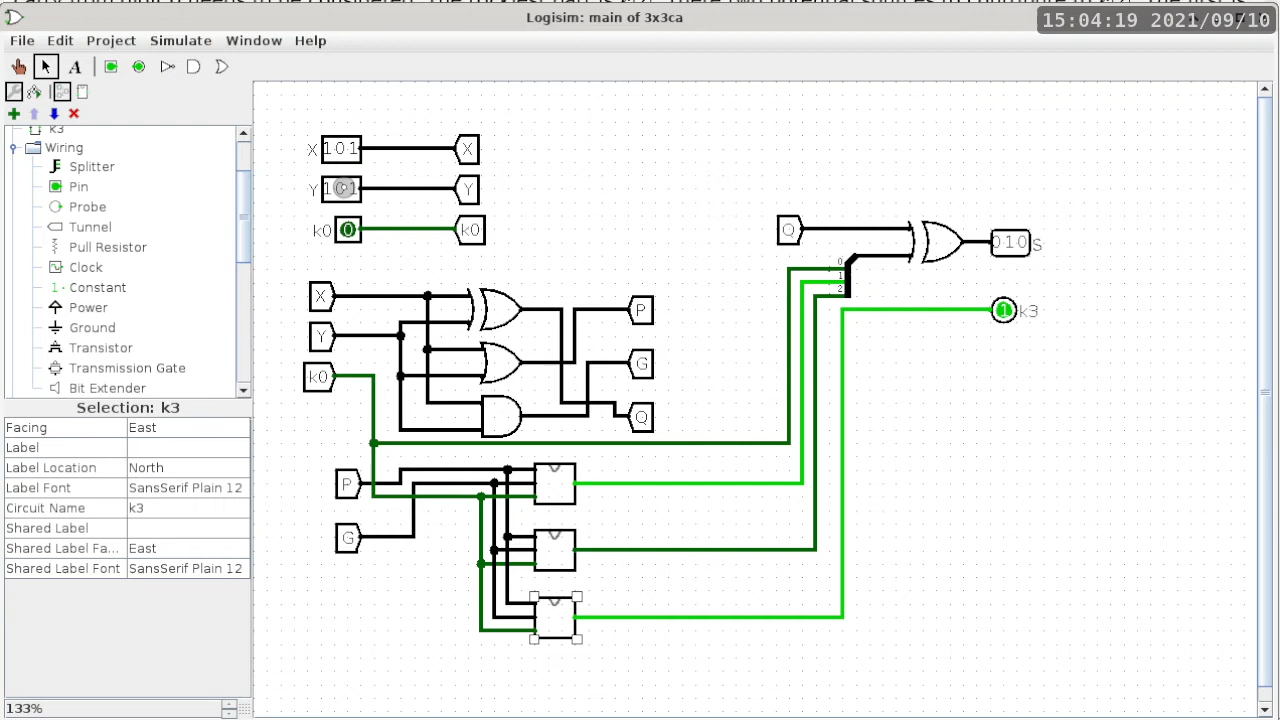 Logisim: main of 3x3ca
15:04:19 2021/09/10
File Edit Project Simulate Window Help
A
k3
Wiring
Splitter
Pin
Probe
Tunnel
Pull Resistor
Clock
1 · Constant
Power
Ground
Transistor
Transmission Gate
Bit Extender
Selection: k3
Facing East
Label
Label Location North
Label Font SansSerif Plain 12
Circuit Name k3
Shared Label
Shared Label Fa... East
Shared Label Font SansSerif Plain 12
133%
X 101 X
Y 101 Y
k0 0 k0
Q 010 S
0
1
2
1 k3
X
Y
k0
P
G
Q
P
G